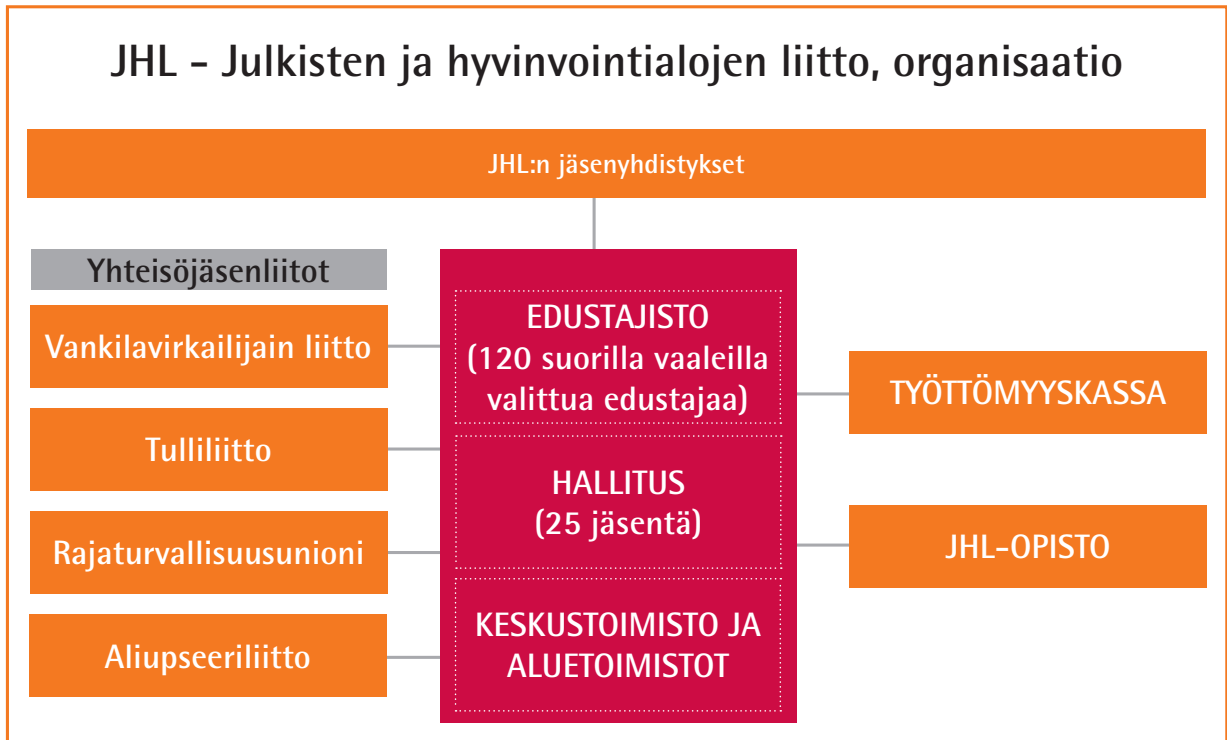 JHL - Julkisten ja hyvinvointialojen liitto, organisaatio
JHL:n jäsenyhdistykset
Yhteisöjäsenliitot
Vankilavirkailijain liitto
Tulliliitto
Rajaturvallisuusunioni
Aliupseeriliitto
EDUSTAJISTO
(120 suorilla vaaleilla
valittua edustajaa)
HALLITUS
(25 jäsentä)
KESKUSTOIMISTO JA
ALUETOIMISTOT
TYÖTTÖMYYSKASSA
JHL-OPISTO